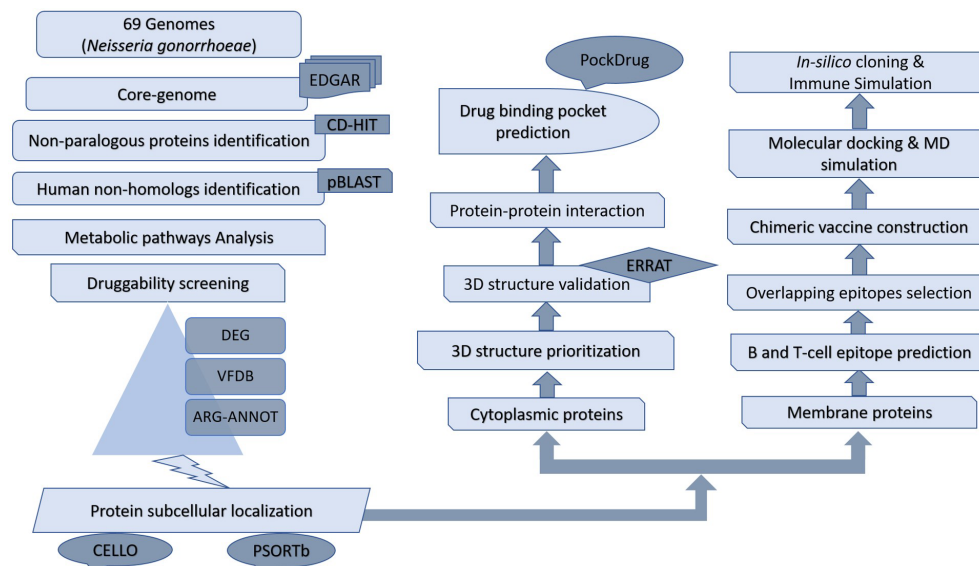 69 Genomes
(Neisseria gonorrhoeae)
EDGAR
Core-genome
CD-HIT
Non-paralogous proteins identification
pBLAST
Human non-homologs identification
Metabolic pathways Analysis
Druggability screening
DEG
VFDB
ARG-ANNOT
Protein subcellular localization
CELLO
PSORTb
PockDrug
Drug binding pocket
prediction
Protein-protein interaction
ERRAT
3D structure validation
3D structure prioritization
Cytoplasmic proteins
In-silico cloning &
Immune Simulation
Molecular docking & MD
simulation
Chimeric vaccine construction
Overlapping epitopes selection
B and T-cell epitope prediction
Membrane proteins